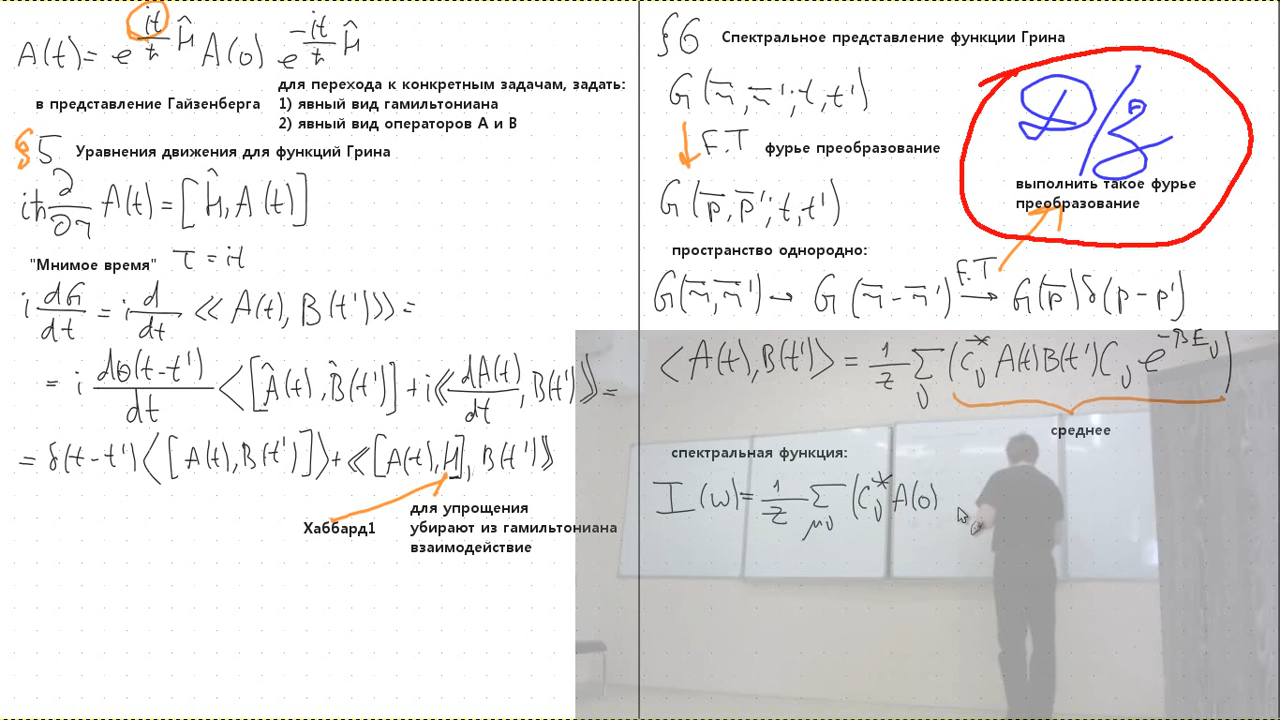 A(t) = e^{\frac{it}{ħ} Ĥ} A(0) e^{\frac{-it}{ħ} Ĥ}
для перехода к конкретным задачам, задать:
в представление Гайзенберга
1) явный вид гамильтониана
2) явный вид операторов А и В
§5 Уравнения движения для функций Грина
iħ ∂/∂τ A(t) = [Ĥ, A(t)]
"Мнимое время" τ = it
i dG/dt = i d/dt << A(t), B(t') >> =
= i dθ(t-t')/dt < [Â(t), B̂(t')] + i << dA(t)/dt, B(t') >> =
= δ(t-t') < [A(t), B(t')] > + << [A(t), H], B(t') >>
Хаббард1
для упрощения
убирают из гамильтониана
взаимодействие
§6 Спектральное представление функции Грина
G(r̄, r̄'; t, t')
↓ F.T фурье преобразование
G(p̄, p̄'; t, t')
Д/З
выполнить такое фурье
преобразование
пространство однородно:
G(r̄, r̄') → G(r̄ - r̄') F.T → G(p̄) δ(p - p')
< A(t), B(t') > = 1/z Σ_ν (C_ν^* A(t) B(t') C_ν e^{-βE_ν})
среднее
спектральная функция:
I(w) = 1/z Σ_{μν} (C_ν^* A(0)